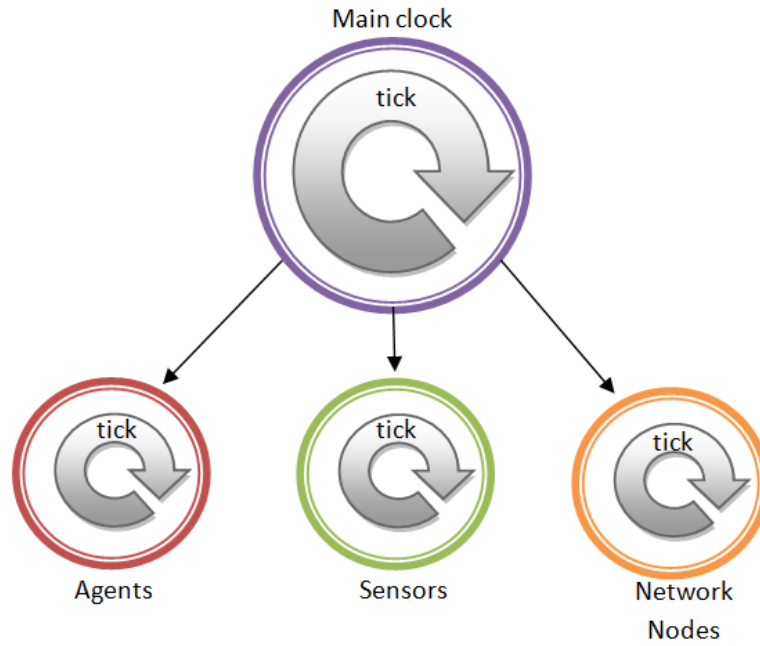 Main clock
tick
tick
tick
tick
Agents
Sensors
Network
Nodes